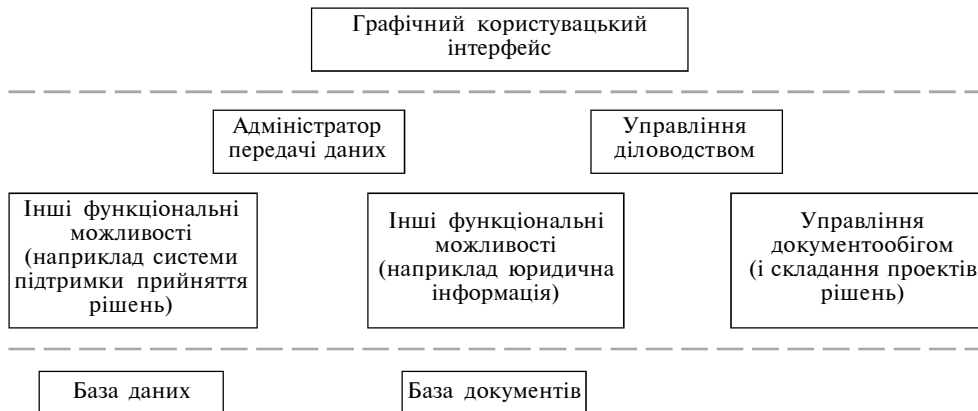 Графічний користувацький
інтерфейс
Адміністратор
передачі даних
Управління
діловодством
Інші функціональні
можливості
(наприклад системи
підтримки прийняття
рішень)
Інші функціональні
можливості
(наприклад юридична
інформація)
Управління
документообігом
(і складання проектів
рішень)
База даних
База документів